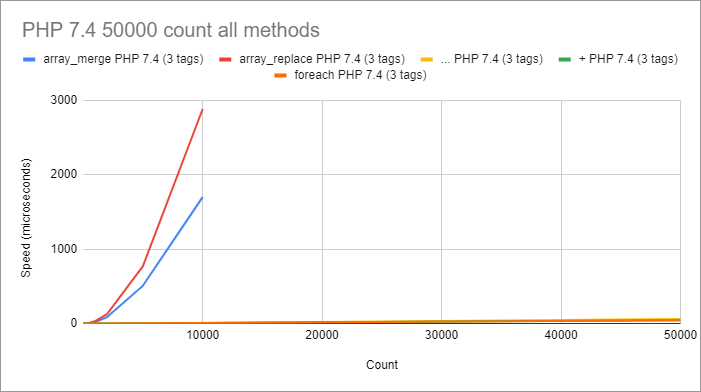 PHP 7.4 50000 count all methods
array_merge PHP 7.4 (3 tags) array_replace PHP 7.4 (3 tags) ... PHP 7.4 (3 tags) + PHP 7.4 (3 tags)
foreach PHP 7.4 (3 tags)
3000
2000
1000
0
Speed (microseconds)
10000 20000 30000 40000 50000
Count